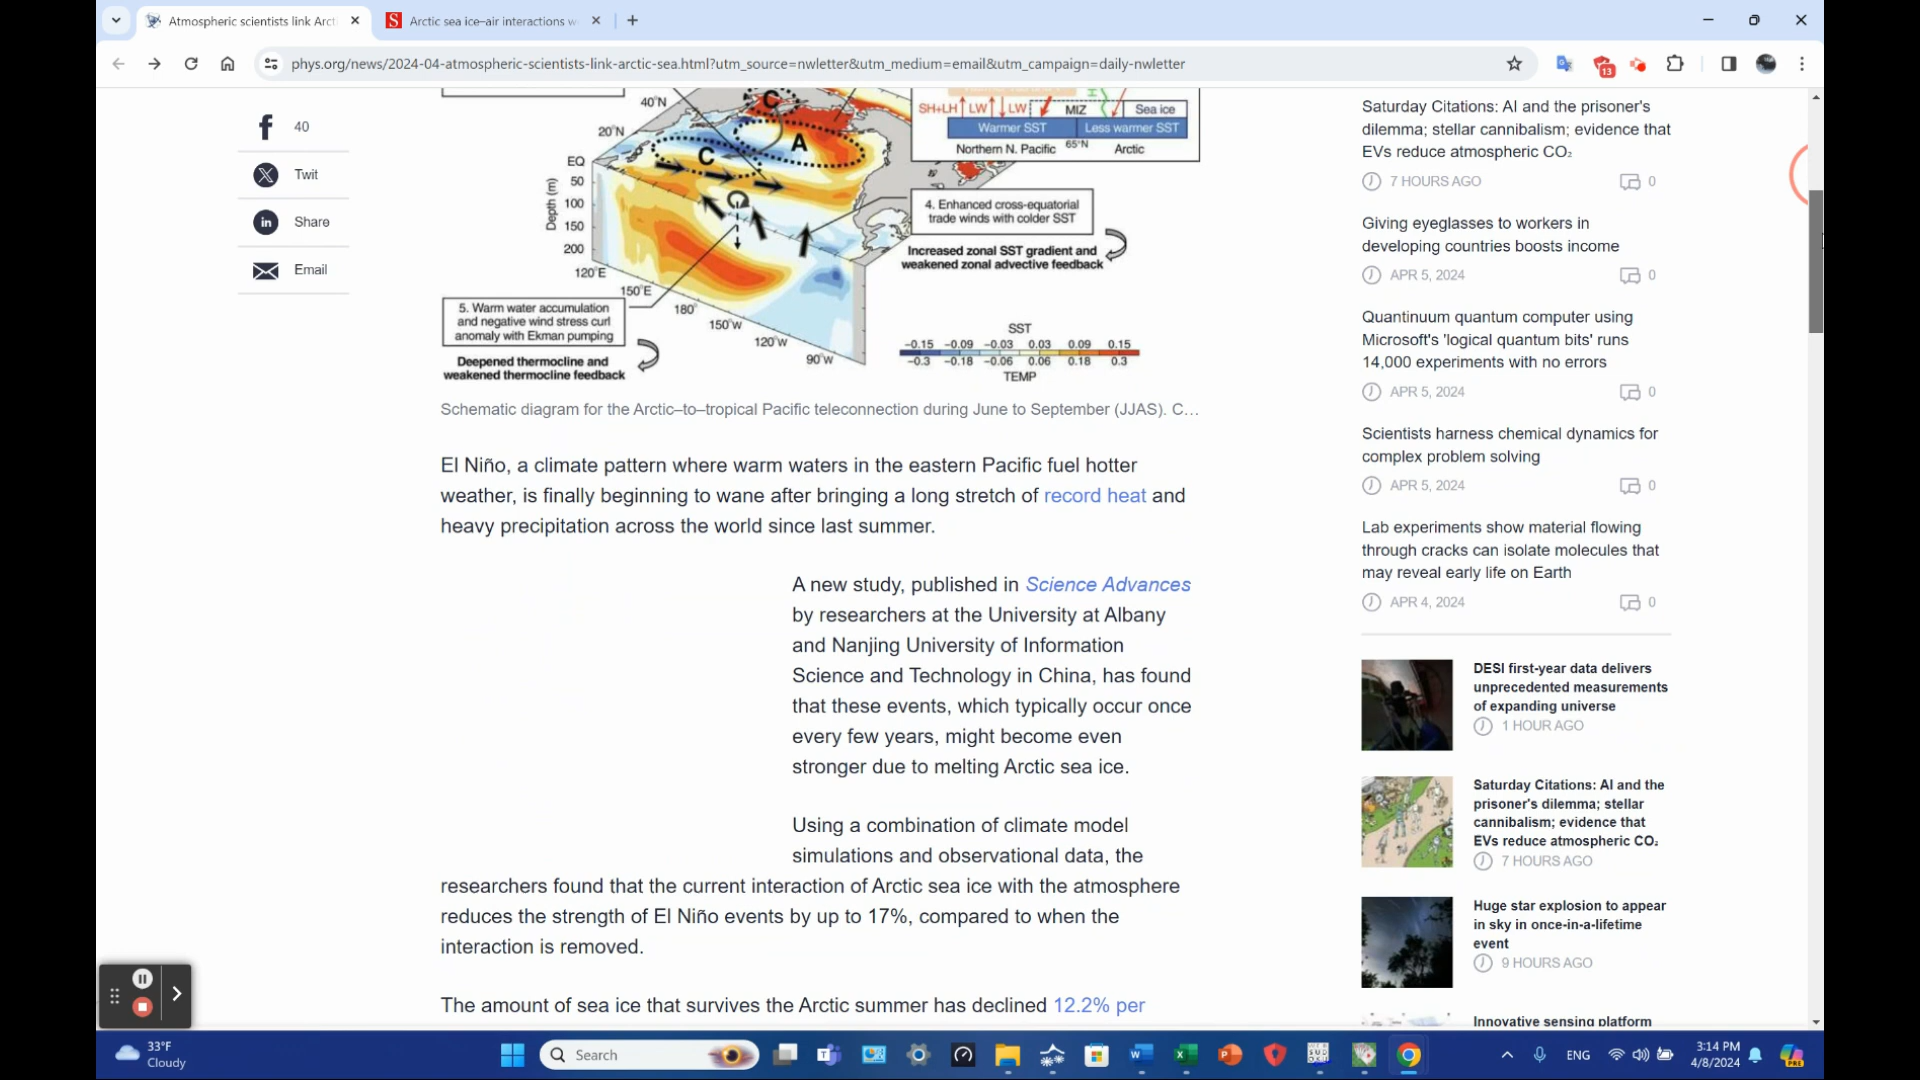 Atmospheric scientists link Arct
Arctic sea ice–air interactions w
phys.org/news/2024-04-atmospheric-scientists-link-arctic-sea.html?utm_source=nwletter&utm_medium=email&utm_campaign=daily-nwletter
13
40
Twit
Share
Email
40°N
20°N
EQ
50
100
150
200
Depth (m)
120°E
150°E
180°
150°W
120°W
90°W
C
A
C
SH+LH LW LW MIZ Sea ice
Warmer SST Less warmer SST
Northern N. Pacific 65°N Arctic
4. Enhanced cross-equatorial
trade winds with colder SST
Increased zonal SST gradient and
weakened zonal advective feedback
5. Warm water accumulation
and negative wind stress curl
anomaly with Ekman pumping
Deepened thermocline and
weakened thermocline feedback
SST
−0.15 −0.09 −0.03 0.03 0.09 0.15
−0.3 −0.18 −0.06 0.06 0.18 0.3
TEMP
Schematic diagram for the Arctic–to–tropical Pacific teleconnection during June to September (JJAS). C...
El Niño, a climate pattern where warm waters in the eastern Pacific fuel hotter
weather, is finally beginning to wane after bringing a long stretch of record heat and
heavy precipitation across the world since last summer.
A new study, published in Science Advances
by researchers at the University at Albany
and Nanjing University of Information
Science and Technology in China, has found
that these events, which typically occur once
every few years, might become even
stronger due to melting Arctic sea ice.
Using a combination of climate model
simulations and observational data, the
researchers found that the current interaction of Arctic sea ice with the atmosphere
reduces the strength of El Niño events by up to 17%, compared to when the
interaction is removed.
The amount of sea ice that survives the Arctic summer has declined 12.2% per
Saturday Citations: AI and the prisoner's
dilemma; stellar cannibalism; evidence that
EVs reduce atmospheric CO₂
7 HOURS AGO 0
Giving eyeglasses to workers in
developing countries boosts income
APR 5, 2024 0
Quantinuum quantum computer using
Microsoft's 'logical quantum bits' runs
14,000 experiments with no errors
APR 5, 2024 0
Scientists harness chemical dynamics for
complex problem solving
APR 5, 2024 0
Lab experiments show material flowing
through cracks can isolate molecules that
may reveal early life on Earth
APR 4, 2024 0
DESI first-year data delivers
unprecedented measurements
of expanding universe
1 HOUR AGO
Saturday Citations: AI and the
prisoner's dilemma; stellar
cannibalism; evidence that
EVs reduce atmospheric CO₂
7 HOURS AGO
Huge star explosion to appear
in sky in once-in-a-lifetime
event
9 HOURS AGO
Innovative sensing platform
33°F
Cloudy
Search
ENG
3:14 PM
4/8/2024